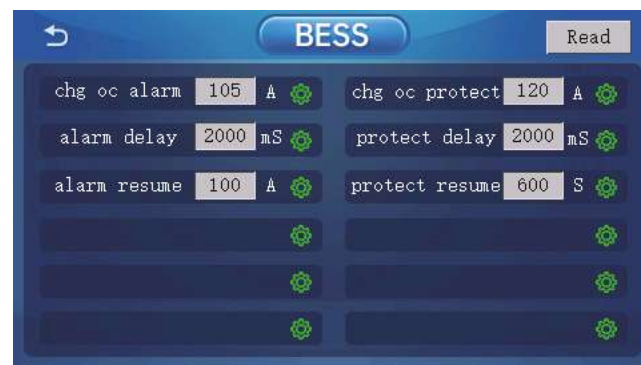 BESS
Read
chg oc alarm 105 A
chg oc protect 120 A
alarm delay 2000 mS
protect delay 2000 mS
alarm resume 100 A
protect resume 600 S